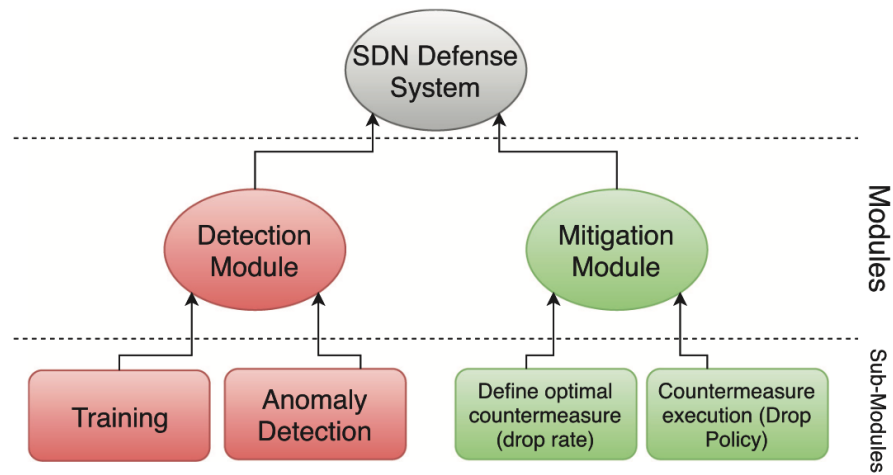 SDN Defense
System
Detection
Module
Mitigation
Module
Modules
Training
Anomaly
Detection
Define optimal
countermeasure
(drop rate)
Countermeasure
execution (Drop
Policy)
Sub-Modules